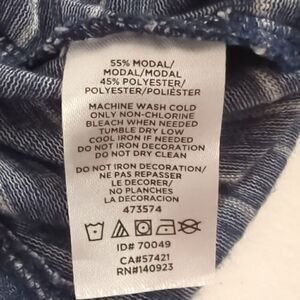 55% MODAL/
MODAL/MODAL
45% POLYESTER/
POLYESTER/POLIÉSTER
MACHINE WASH COLD
ONLY NON-CHLORINE
BLEACH WHEN NEEDED
TUMBLE DRY LOW
COOL IRON IF NEEDED
DO NOT IRON DECORATION
DO NOT DRY CLEAN
DO NOT IRON DECORATION/
NE PAS REPASSER
LE DECORER/
NO PLANCHES
LA DECORACION
473574
ID# 70049
CA#57421
RN#140923